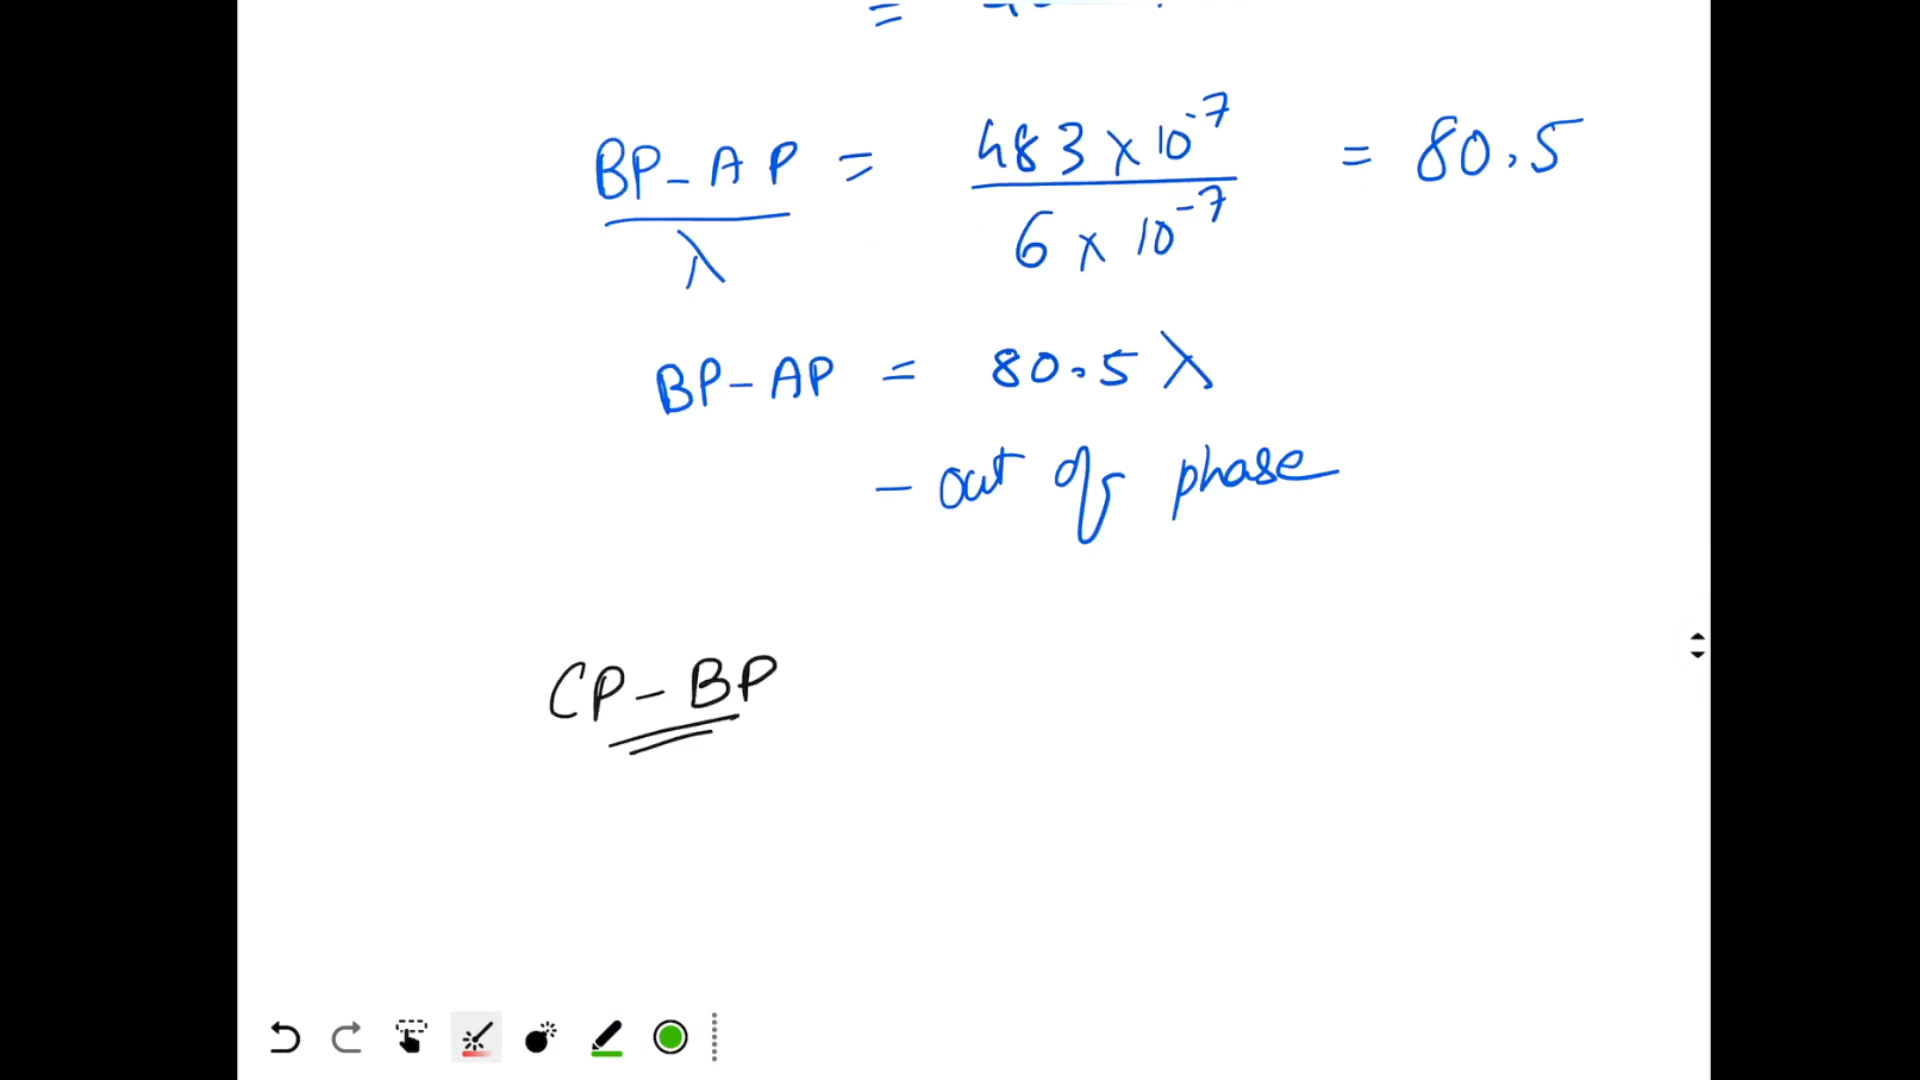 =
BP-AP / λ = 483 × 10⁻⁷ / 6 × 10⁻⁷ = 80.5
BP-AP = 80.5 λ
- out of phase
CP-BP